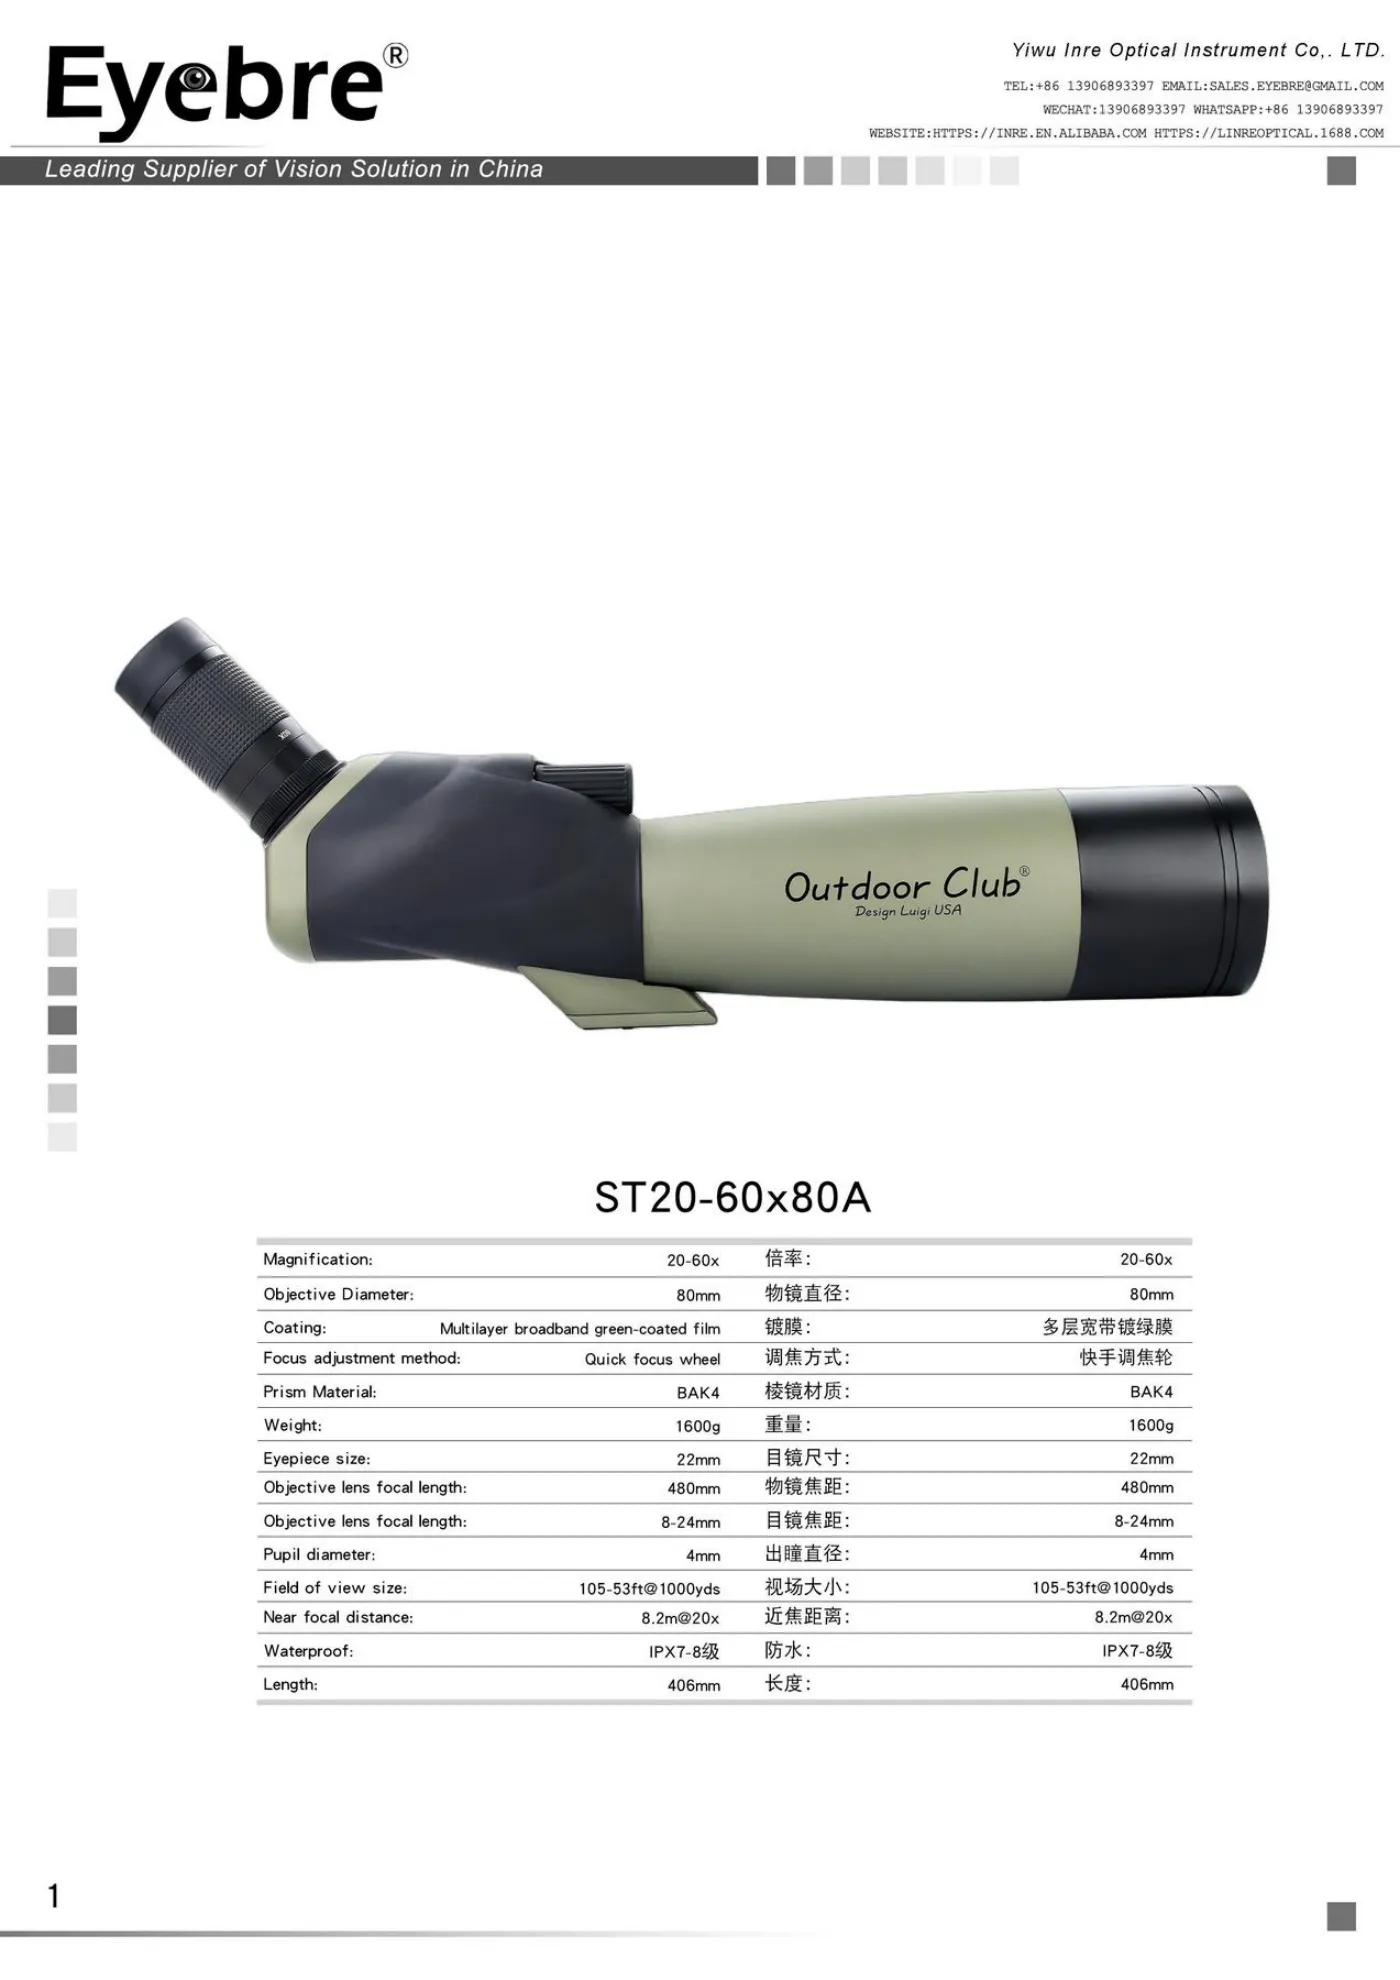 Eyebre®
Yiwu Inre Optical Instrument Co,. LTD.
TEL:+86 13906893397 EMAIL:SALES.EYEBRE@GMAIL.COM
WECHAT:13906893397 WHATSAPP:+86 13906893397
WEBSITE:HTTPS://INRE.EN.ALIBABA.COM HTTPS://LINREOPTICAL.1688.COM
Leading Supplier of Vision Solution in China
60X
Outdoor Club®
Design Luigi USA
ST20-60x80A
Magnification: 20-60x 倍率: 20-60x
Objective Diameter: 80mm 物镜直径: 80mm
Coating: Multilayer broadband green-coated film 镀膜: 多层宽带镀绿膜
Focus adjustment method: Quick focus wheel 调焦方式: 快手调焦轮
Prism Material: BAK4 棱镜材质: BAK4
Weight: 1600g 重量: 1600g
Eyepiece size: 22mm 目镜尺寸: 22mm
Objective lens focal length: 480mm 物镜焦距: 480mm
Objective lens focal length: 8-24mm 目镜焦距: 8-24mm
Pupil diameter: 4mm 出瞳直径: 4mm
Field of view size: 105-53ft@1000yds 视场大小: 105-53ft@1000yds
Near focal distance: 8.2m@20x 近焦距离: 8.2m@20x
Waterproof: IPX7-8级 防水: IPX7-8级
Length: 406mm 长度: 406mm
1